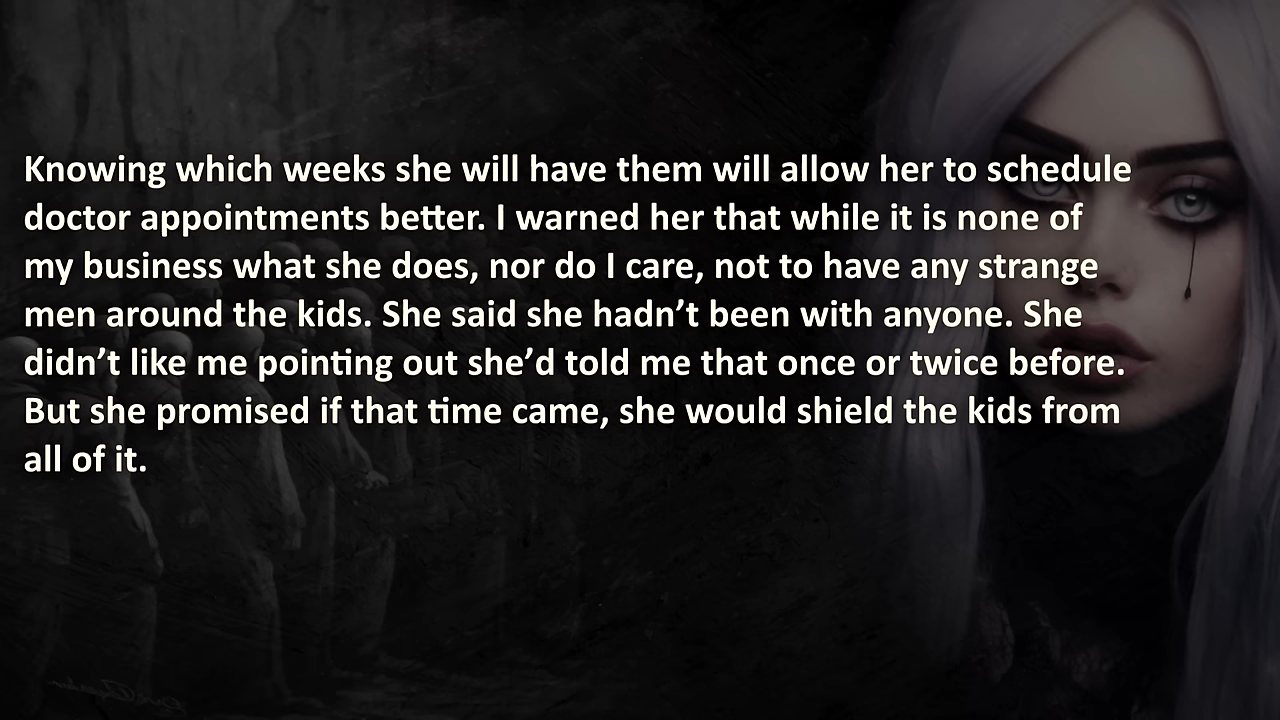 Knowing which weeks she will have them will allow her to schedule
doctor appointments better. I warned her that while it is none of
my business what she does, nor do I care, not to have any strange
men around the kids. She said she hadn’t been with anyone. She
didn’t like me pointing out she’d told me that once or twice before.
But she promised if that time came, she would shield the kids from
all of it.